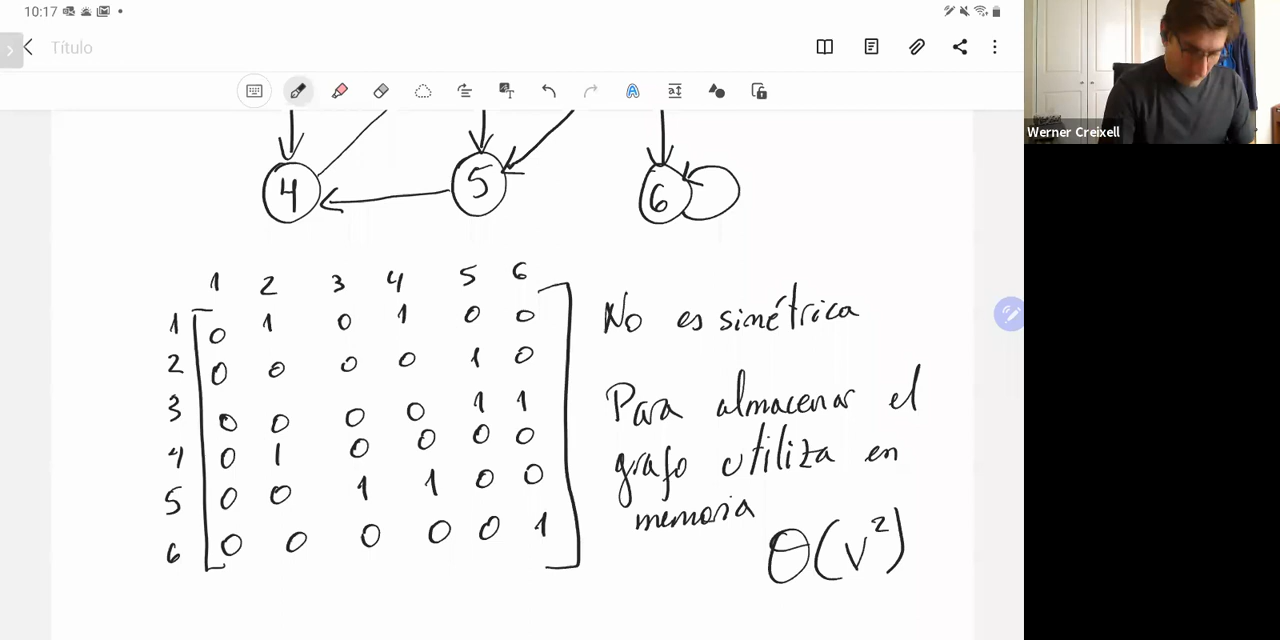 10:17
Título
Werner Creixell
4 5 6
1 2 3 4 5 6
1 0 1 0 1 0 0
2 0 0 0 0 1 0
3 0 0 0 0 1 1
4 0 1 0 0 0 0
5 0 0 1 1 0 0
6 0 0 0 0 0 1
No es simétrica
Para almacenar el
grafo utiliza en
memoria
Θ(V²)